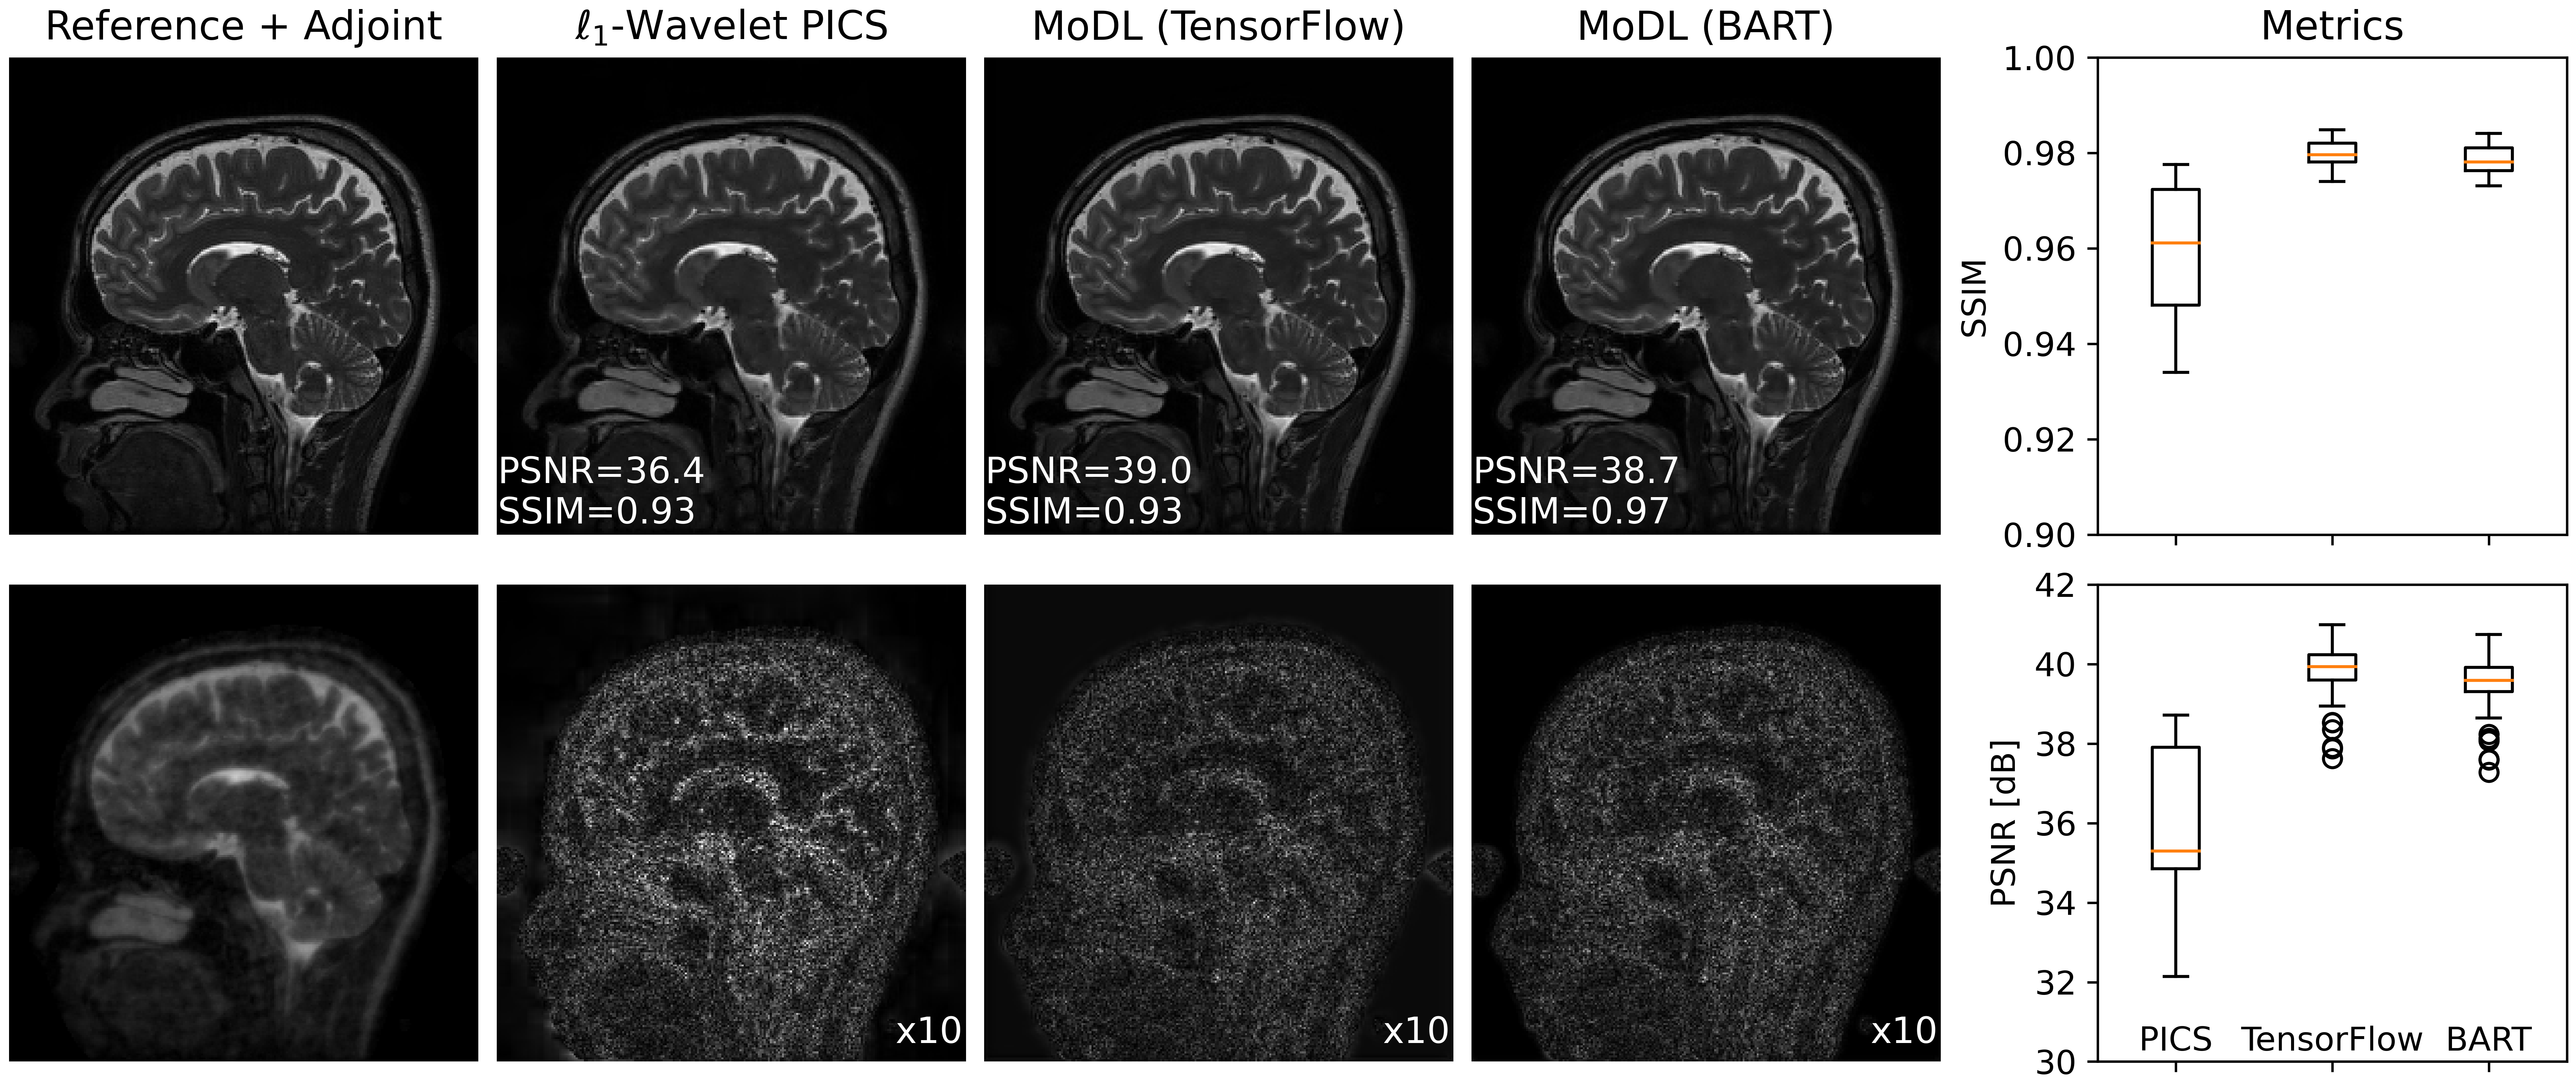 Reference + Adjoint
ℓ₁-Wavelet PICS
MoDL (TensorFlow)
MoDL (BART)
Metrics
PSNR=36.4
SSIM=0.93
PSNR=39.0
SSIM=0.93
PSNR=38.7
SSIM=0.97
SSIM
1.00
0.98
0.96
0.94
0.92
0.90
x10
x10
x10
PSNR [dB]
42
40
38
36
34
32
30
PICS
TensorFlow
BART